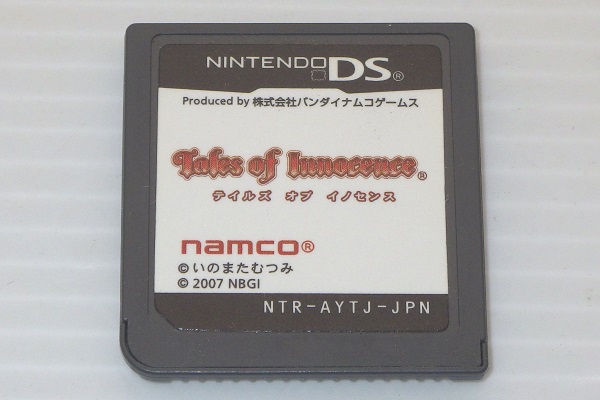 NINTENDO DS®
Produced by 株式会社バンダイナムコゲームス
Tales of Innocence®
テイルズ オブ イノセンス
namco®
©いのまたむつみ
© 2007 NBGI
NTR-AYTJ-JPN